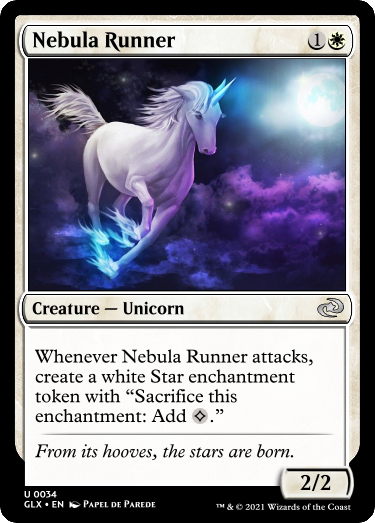 Nebula Runner 1
Creature — Unicorn
Whenever Nebula Runner attacks,
create a white Star enchantment
token with “Sacrifice this
enchantment: Add .”
From its hooves, the stars are born.
2/2
U 0034
GLX • EN Papel de Parede
™ & © 2021 Wizards of the Coast